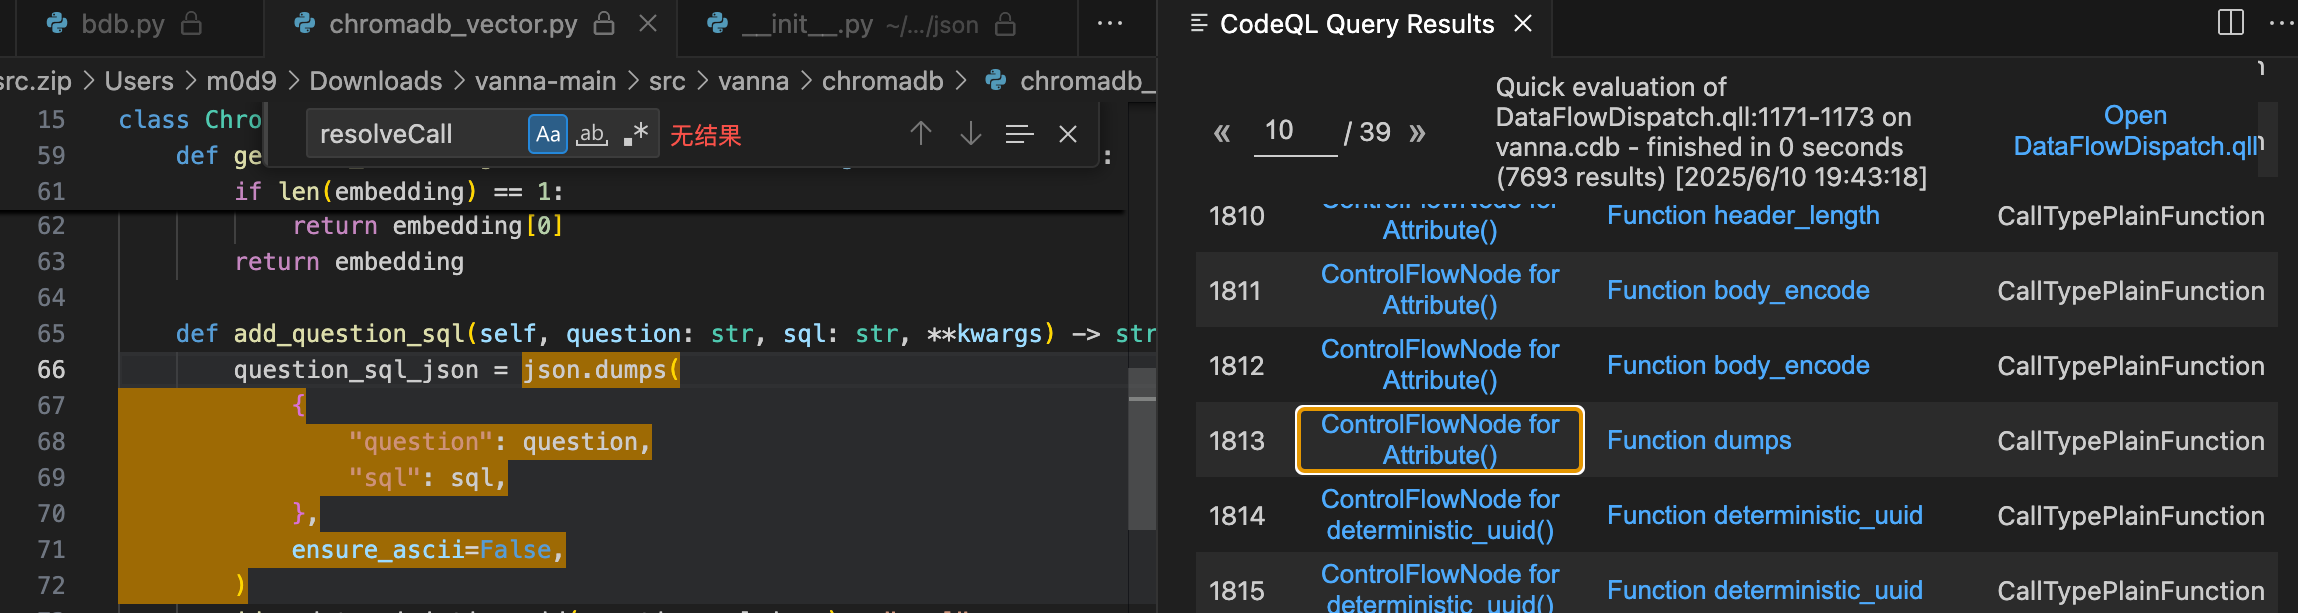 bdb.py
chromadb_vector.py
__init__.py ~/.../json
...
CodeQL Query Results
src.zip > Users > m0d9 > Downloads > vanna-main > src > vanna > chromadb > chromadb_
resolveCall Aa ab .* 无结果
15 class Chro
59 def ge :
61 if len(embedding) == 1:
62 return embedding[0]
63 return embedding
64
65 def add_question_sql(self, question: str, sql: str, **kwargs) -> str
66 question_sql_json = json.dumps(
67 {
68 "question": question,
69 "sql": sql,
70 },
71 ensure_ascii=False,
72 )
« 10 / 39 »
Quick evaluation of
DataFlowDispatch.qll:1171-1173 on
vanna.cdb - finished in 0 seconds
(7693 results) [2025/6/10 19:43:18]
Open
DataFlowDispatch.qll
1810 ControlFlowNode for
Attribute() Function header_length CallTypePlainFunction
1811 ControlFlowNode for
Attribute() Function body_encode CallTypePlainFunction
1812 ControlFlowNode for
Attribute() Function body_encode CallTypePlainFunction
1813 ControlFlowNode for
Attribute() Function dumps CallTypePlainFunction
1814 ControlFlowNode for
deterministic_uuid() Function deterministic_uuid CallTypePlainFunction
1815 ControlFlowNode for
deterministic_uuid() Function deterministic_uuid CallTypePlainFunction